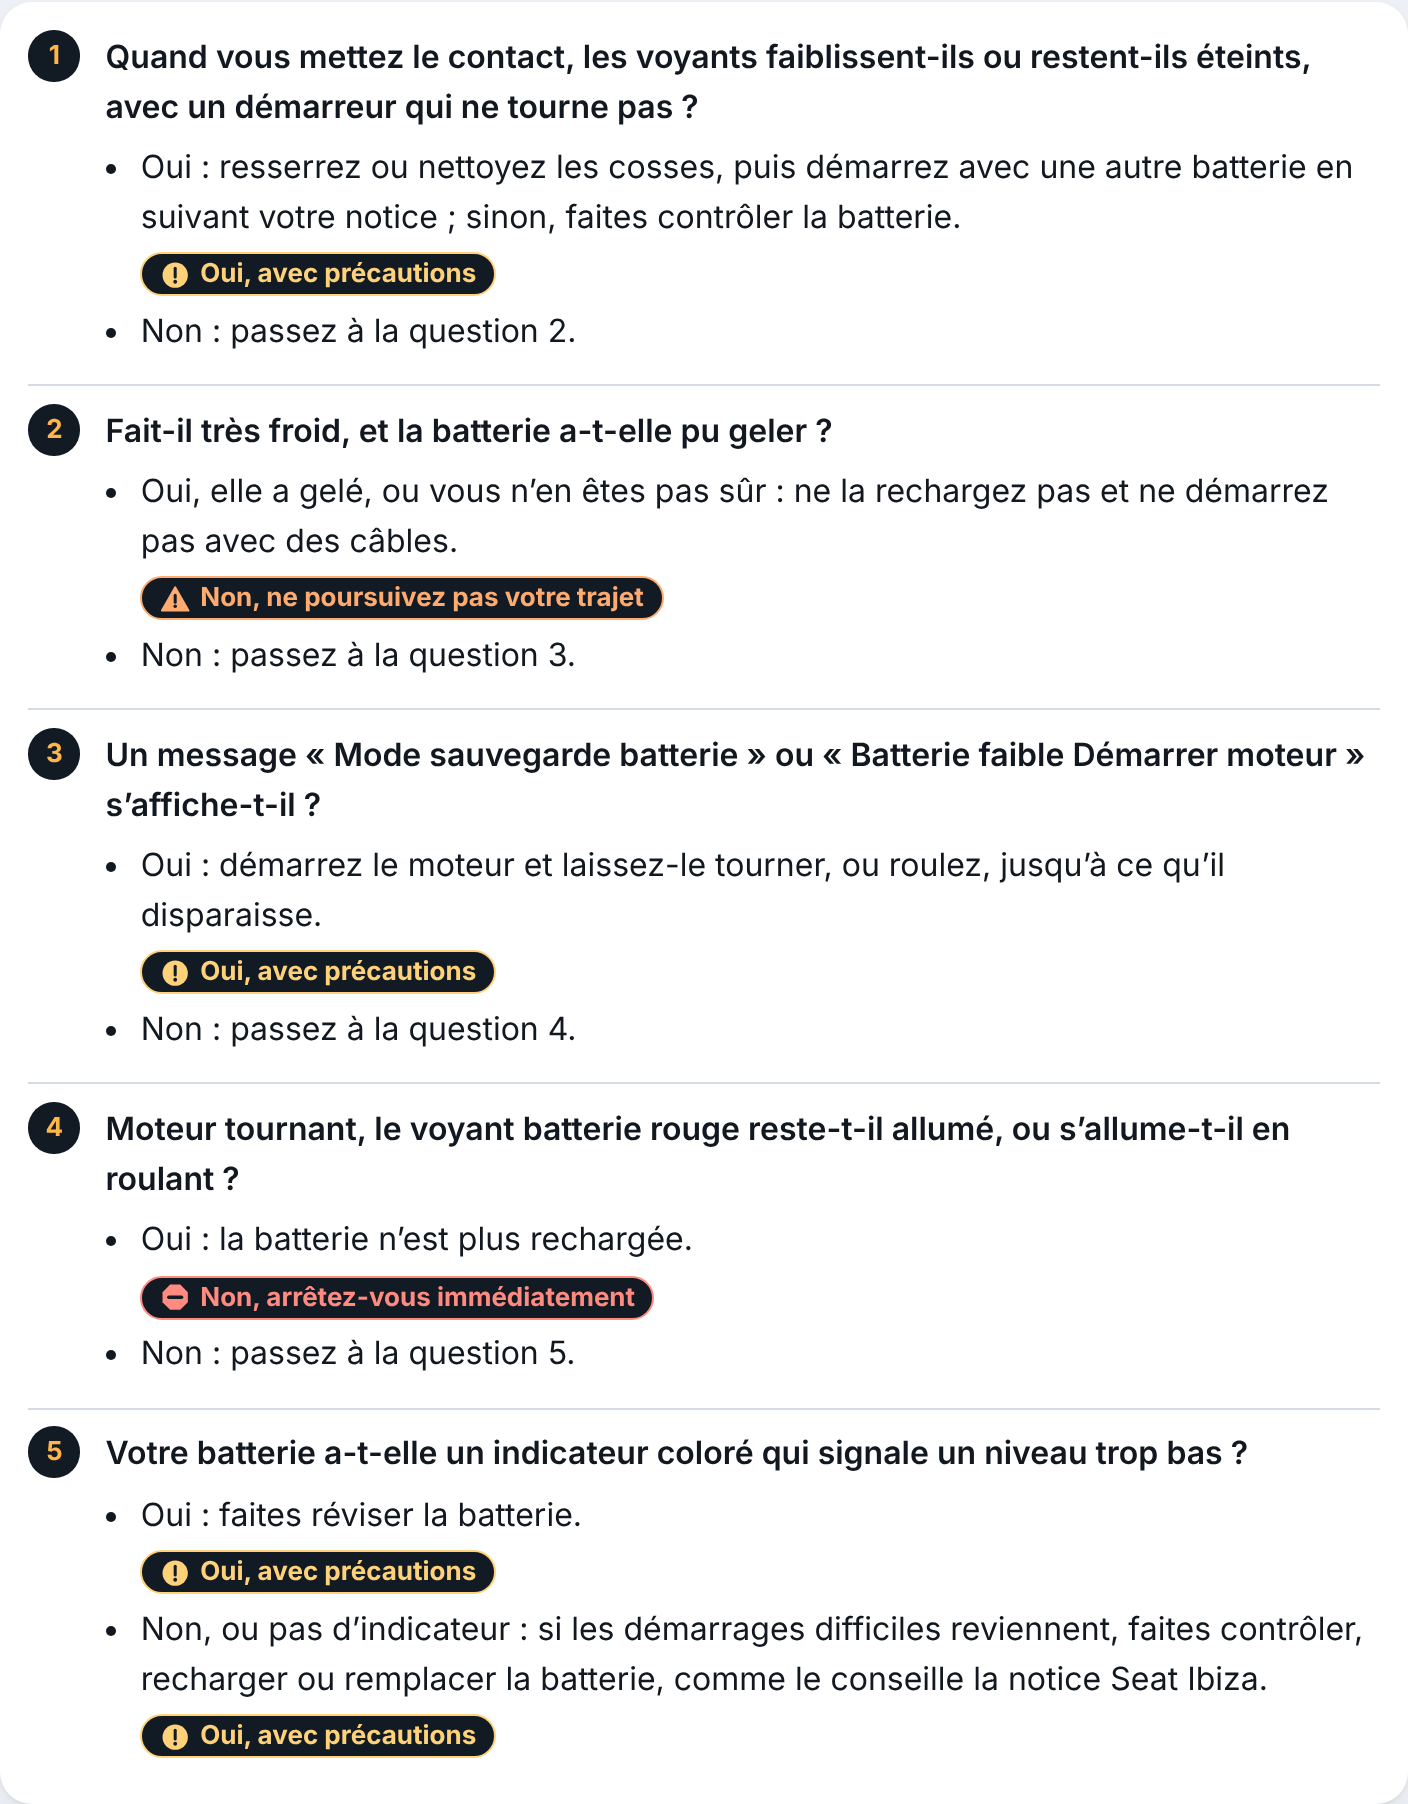 1
Quand vous mettez le contact, les voyants faiblissent-ils ou restent-ils éteints,
avec un démarreur qui ne tourne pas ?
• Oui : resserrez ou nettoyez les cosses, puis démarrez avec une autre batterie en
suivant votre notice ; sinon, faites contrôler la batterie.
Oui, avec précautions
• Non : passez à la question 2.
2
Fait-il très froid, et la batterie a-t-elle pu geler ?
• Oui, elle a gelé, ou vous n’en êtes pas sûr : ne la rechargez pas et ne démarrez
pas avec des câbles.
Non, ne poursuivez pas votre trajet
• Non : passez à la question 3.
3
Un message « Mode sauvegarde batterie » ou « Batterie faible Démarrer moteur »
s’affiche-t-il ?
• Oui : démarrez le moteur et laissez-le tourner, ou roulez, jusqu’à ce qu’il
disparaisse.
Oui, avec précautions
• Non : passez à la question 4.
4
Moteur tournant, le voyant batterie rouge reste-t-il allumé, ou s’allume-t-il en
roulant ?
• Oui : la batterie n’est plus rechargée.
Non, arrêtez-vous immédiatement
• Non : passez à la question 5.
5
Votre batterie a-t-elle un indicateur coloré qui signale un niveau trop bas ?
• Oui : faites réviser la batterie.
Oui, avec précautions
• Non, ou pas d’indicateur : si les démarrages difficiles reviennent, faites contrôler,
recharger ou remplacer la batterie, comme le conseille la notice Seat Ibiza.
Oui, avec précautions